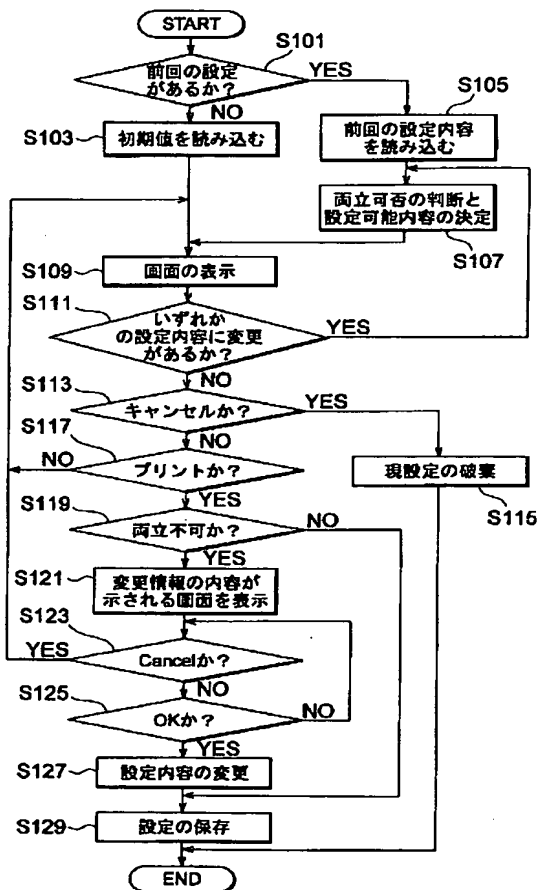 START
S101
前回の設定
があるか?
YES
NO
S105
S103
初期値を読み込む
前回の設定内容
を読み込む
両立可否の判断と
設定可能内容の決定
S107
S109
画面の表示
S111
いずれか
の設定内容に変更
があるか?
YES
NO
S113
キャンセルか?
YES
NO
S117
プリントか?
NO
YES
現設定の破棄
S115
S119
両立不可か?
NO
YES
S121
変更情報の内容が
示される画面を表示
S123
Cancelか?
YES
NO
S125
OKか?
NO
YES
S127
設定内容の変更
S129
設定の保存
END